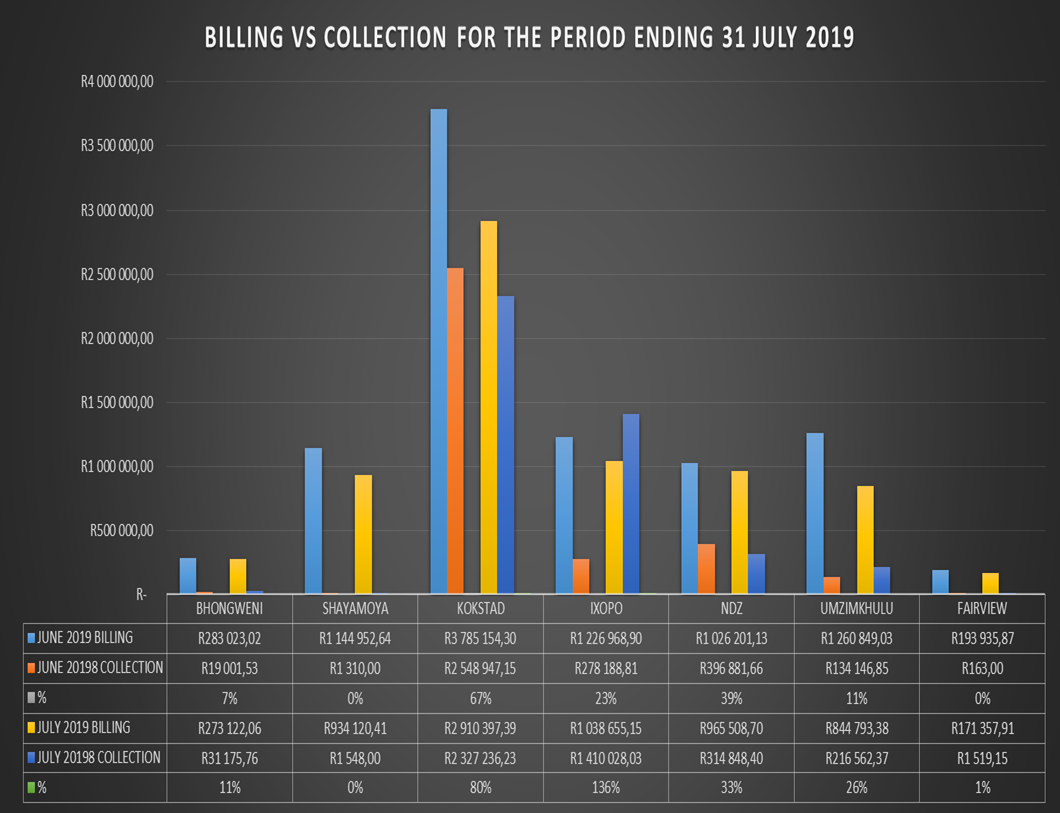 BILLING VS COLLECTION FOR THE PERIOD ENDING 31 JULY 2019
R4 000 000,00
R3 500 000,00
R3 000 000,00
R2 500 000,00
R2 000 000,00
R1 500 000,00
R1 000 000,00
R500 000,00
R-
BHONGWENI SHAYAMOYA KOKSTAD IXOPO NDZ UMZIMKHULU FAIRVIEW
JUNE 2019 BILLING R283 023,02 R1 144 952,64 R3 785 154,30 R1 226 968,90 R1 026 201,13 R1 260 849,03 R193 935,87
JUNE 20198 COLLECTION R19 001,53 R1 310,00 R2 548 947,15 R278 188,81 R396 881,66 R134 146,85 R163,00
% 7% 0% 67% 23% 39% 11% 0%
JULY 2019 BILLING R273 122,06 R934 120,41 R2 910 397,39 R1 038 655,15 R965 508,70 R844 793,38 R171 357,91
JULY 20198 COLLECTION R31 175,76 R1 548,00 R2 327 236,23 R1 410 028,03 R314 848,40 R216 562,37 R1 519,15
% 11% 0% 80% 136% 33% 26% 1%